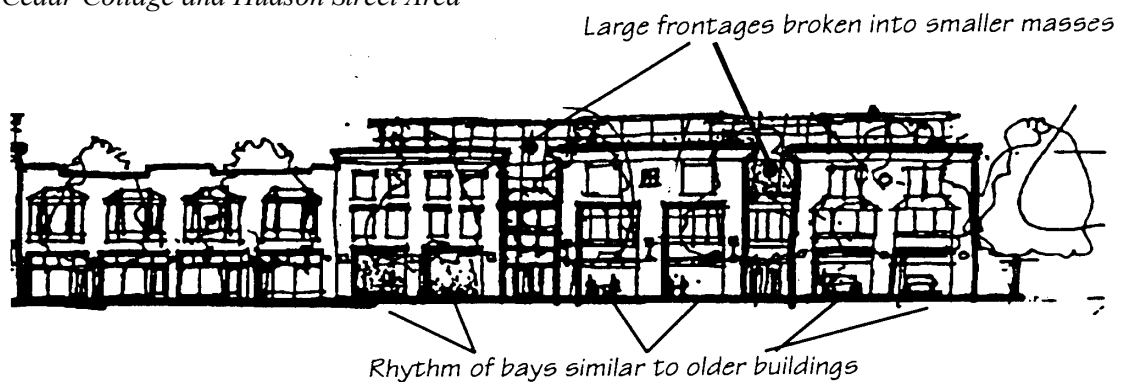 Cedar Cottage and Hudson Street Area
Large frontages broken into smaller masses
Rhythm of bays similar to older buildings